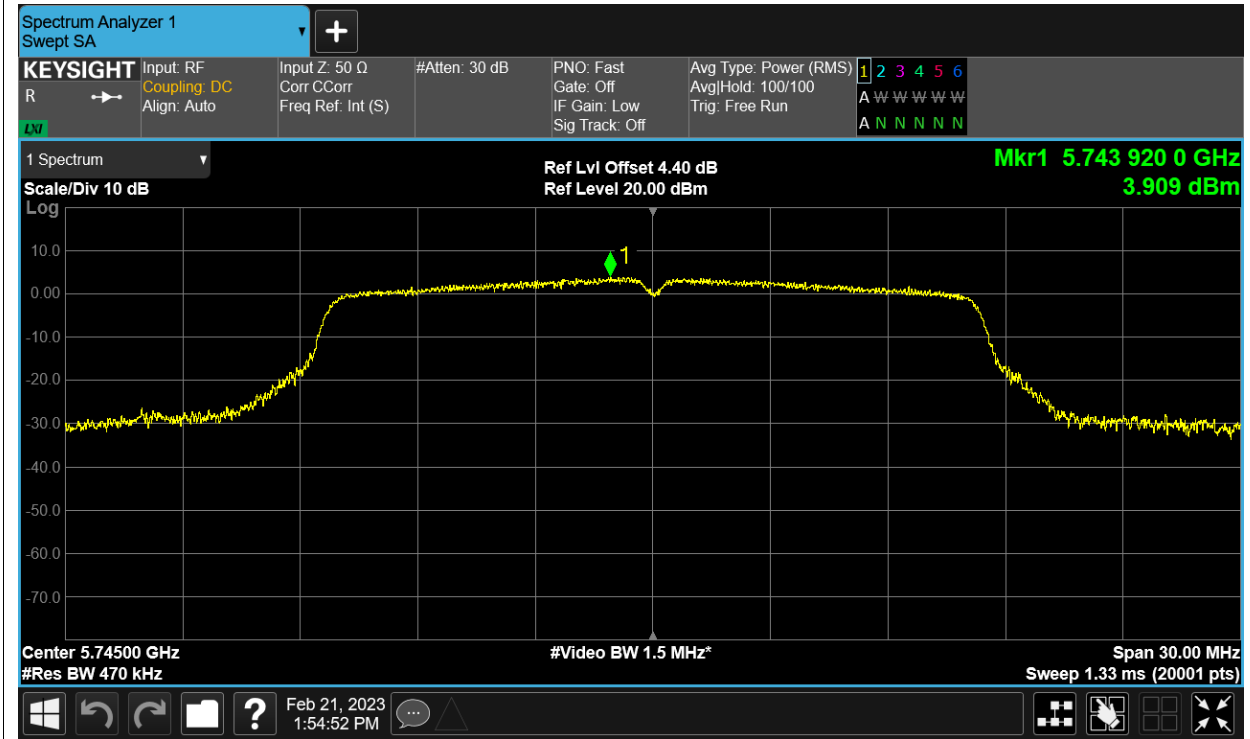 Spectrum Analyzer 1
Swept SA
+
KEYSIGHT
R
LXI
Input: RF
Coupling: DC
Align: Auto
Input Z: 50 Ω
Corr CCorr
Freq Ref: Int (S)
#Atten: 30 dB
PNO: Fast
Gate: Off
IF Gain: Low
Sig Track: Off
Avg Type: Power (RMS)
Avg|Hold: 100/100
Trig: Free Run
1 2 3 4 5 6
A W W W W W
A N N N N N
1 Spectrum
Scale/Div 10 dB
Log
Ref Lvl Offset 4.40 dB
Ref Level 20.00 dBm
Mkr1 5.743 920 0 GHz
3.909 dBm
1
10.0
0.00
-10.0
-20.0
-30.0
-40.0
-50.0
-60.0
-70.0
Center 5.74500 GHz
#Res BW 470 kHz
#Video BW 1.5 MHz*
Span 30.00 MHz
Sweep 1.33 ms (20001 pts)
?
Feb 21, 2023
1:54:52 PM